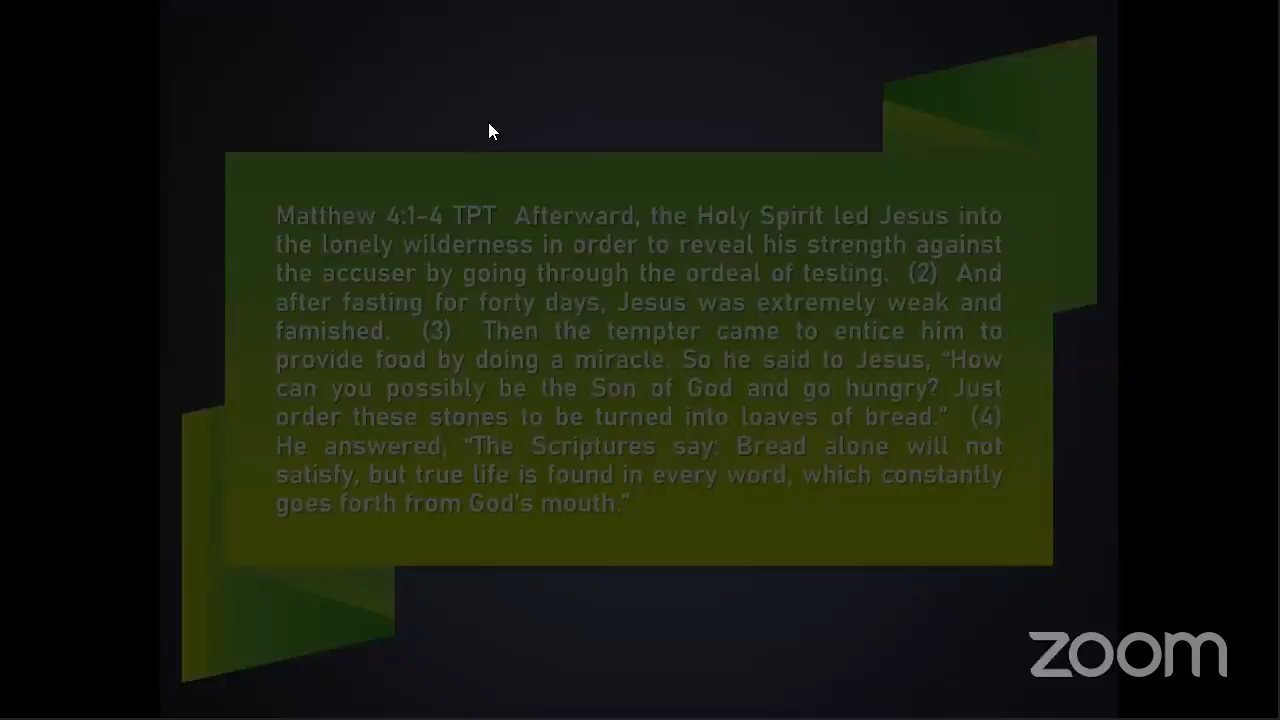 Matthew 4:1-4 TPT Afterward, the Holy Spirit led Jesus into
the lonely wilderness in order to reveal his strength against
the accuser by going through the ordeal of testing. (2) And
after fasting for forty days, Jesus was extremely weak and
famished. (3) Then the tempter came to entice him to
provide food by doing a miracle. So he said to Jesus, “How
can you possibly be the Son of God and go hungry? Just
order these stones to be turned into loaves of bread.” (4)
He answered, “The Scriptures say: Bread alone will not
satisfy, but true life is found in every word, which constantly
goes forth from God’s mouth.”
zoom